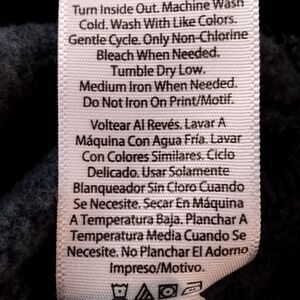 Turn Inside Out. Machine Wash
Cold. Wash With Like Colors.
Gentle Cycle. Only Non-Chlorine
Bleach When Needed.
Tumble Dry Low.
Medium Iron When Needed.
Do Not Iron On Print/Motif.
Voltear Al Revés. Lavar A
Máquina Con Agua Fría. Lavar
Con Colores Similares. Ciclo
Delicado. Usar Solamente
Blanqueador Sin Cloro Cuando
Se Necesite. Secar En Máquina
A Temperatura Baja. Planchar A
Temperatura Media Cuando Se
Necesite. No Planchar El Adorno
Impreso/Motivo.